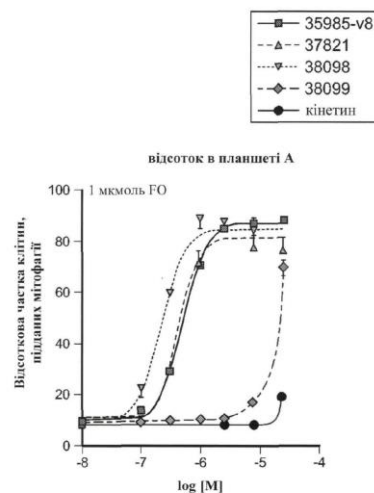 35985-v8
37821
38098
38099
кінетин
відсоток в планшеті А
1 мкмоль FO
Відсоткова частка клітин,
підданих мітофагії
100
80
60
40
20
0
-8
-7
-6
-5
-4
log [M]